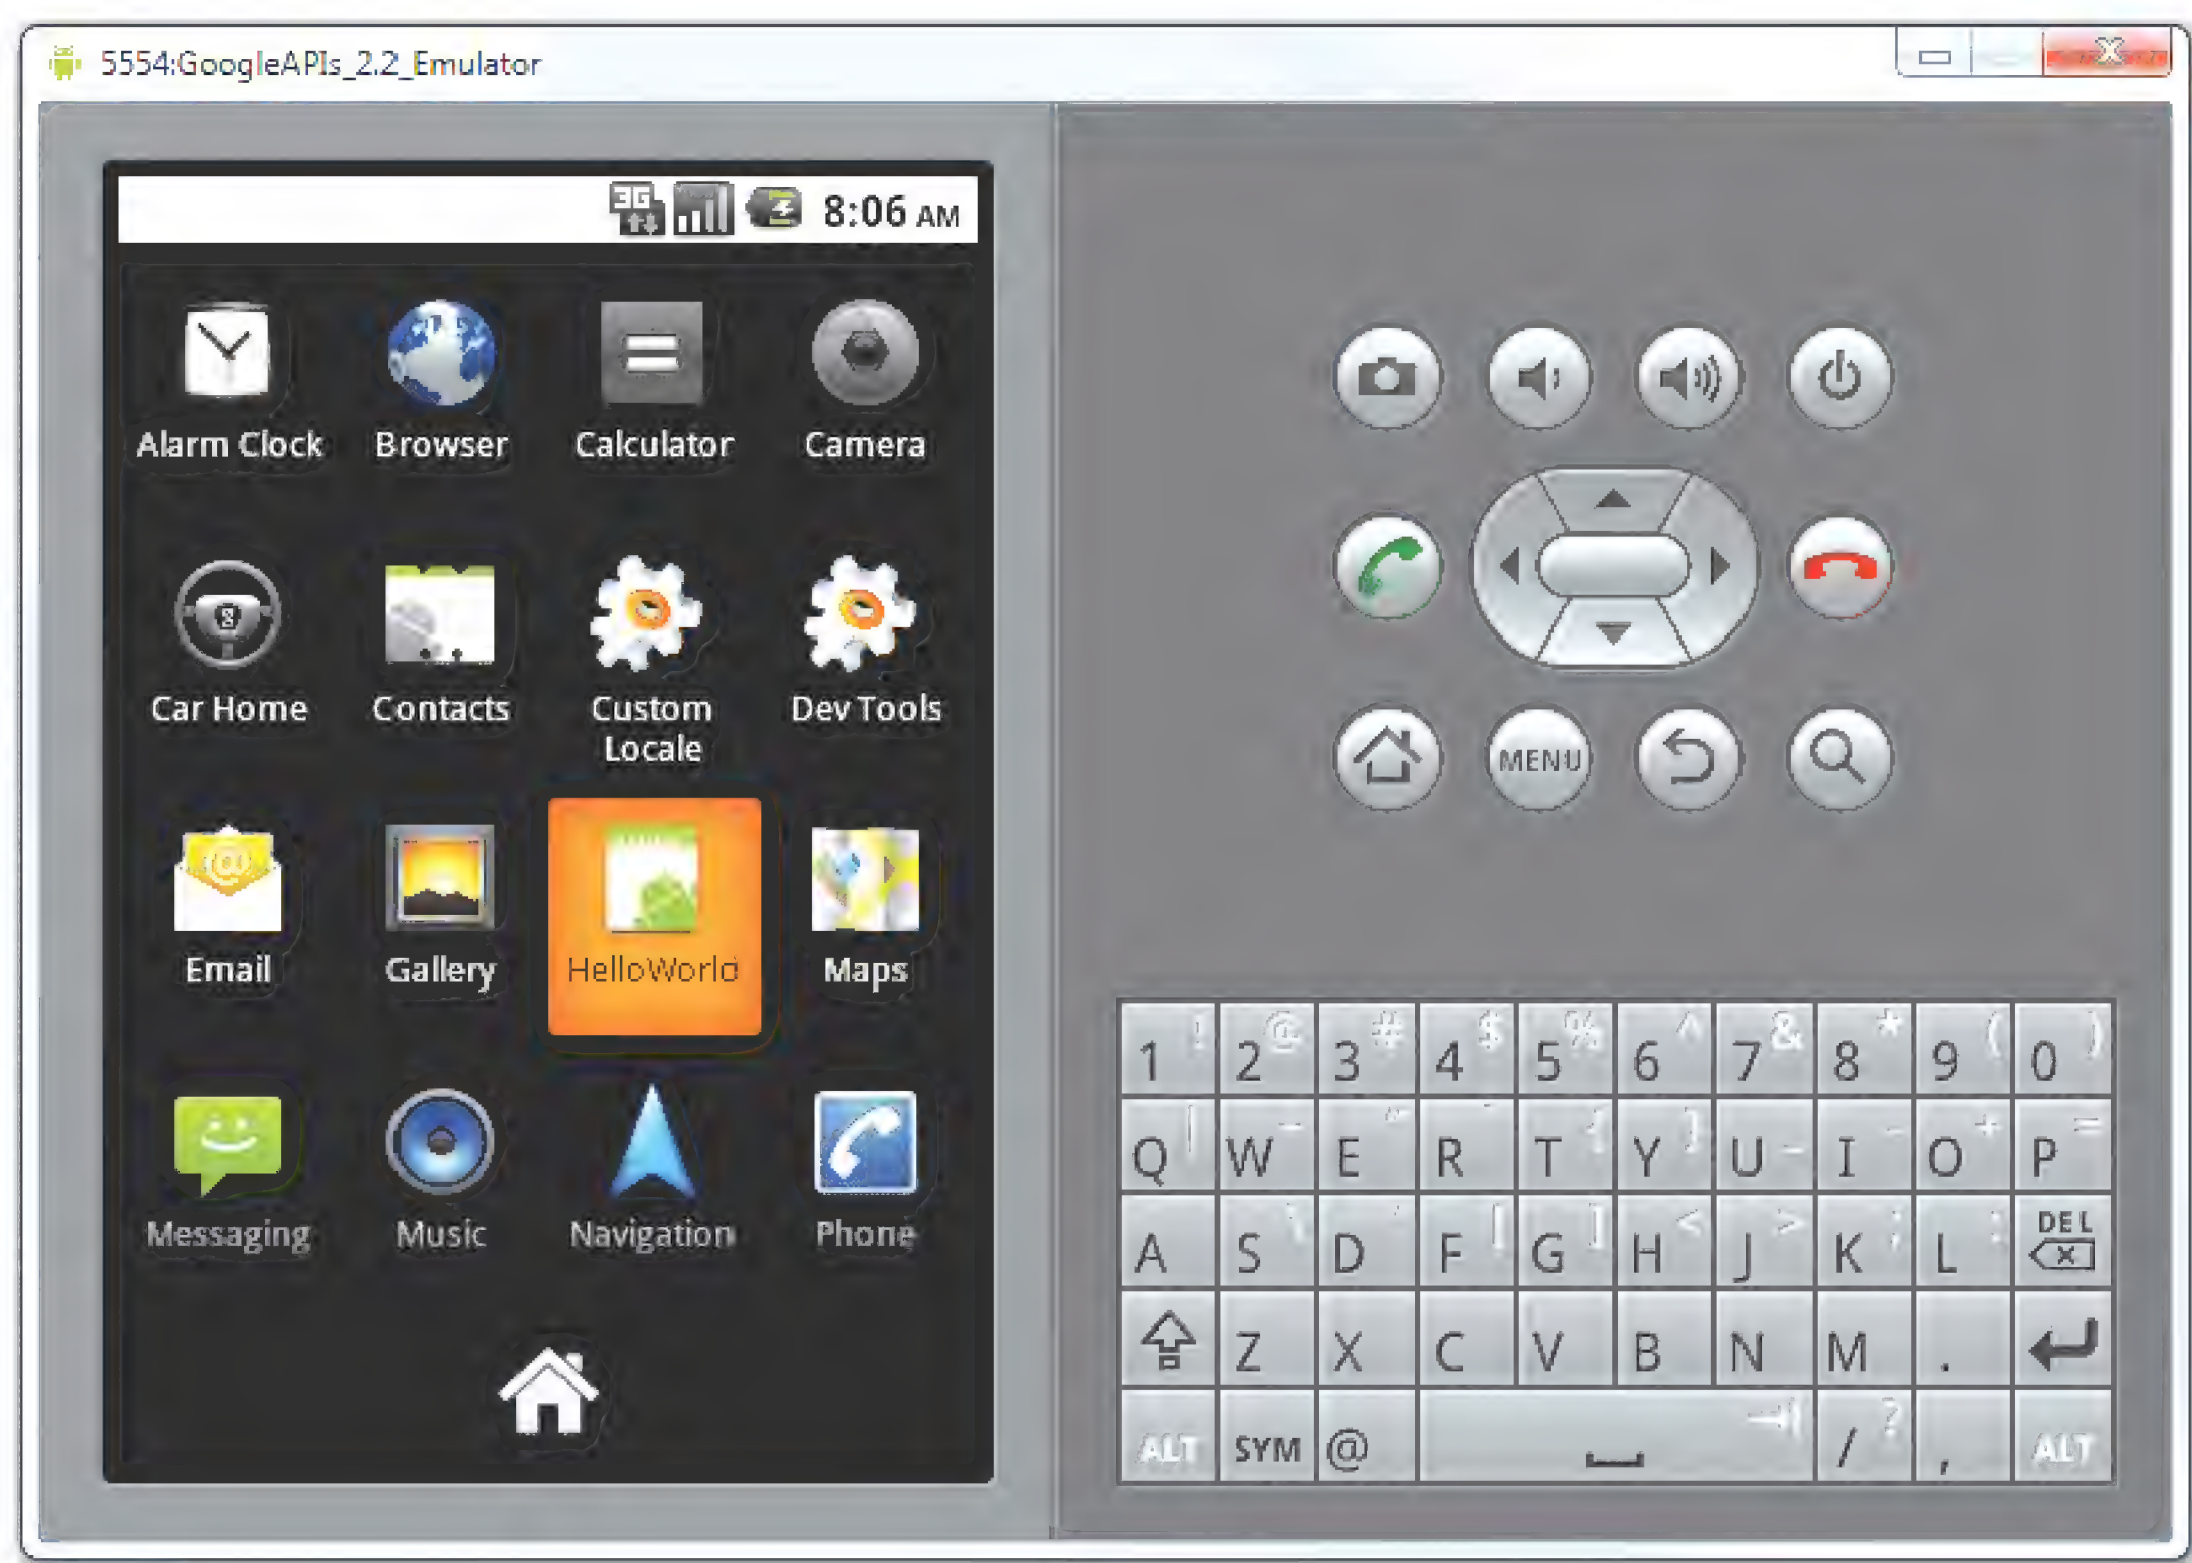 5554:GoogleAPIs_2.2_Emulator
3G 8:06 AM
Alarm Clock Browser Calculator Camera
Car Home Contacts Custom Locale Dev Tools
Email Gallery HelloWorld Maps
Messaging Music Navigation Phone
MENU
1 ! 2 @ 3 # 4 $ 5 % 6 ^ 7 & 8 * 9 ( 0 )
Q | W ~ E " R ` T { Y } U _ I - O + P =
A S \ D ' F [ G ] H < J > K ; L : DEL
Z X C V B N M .
ALT SYM @ / ? , ALT